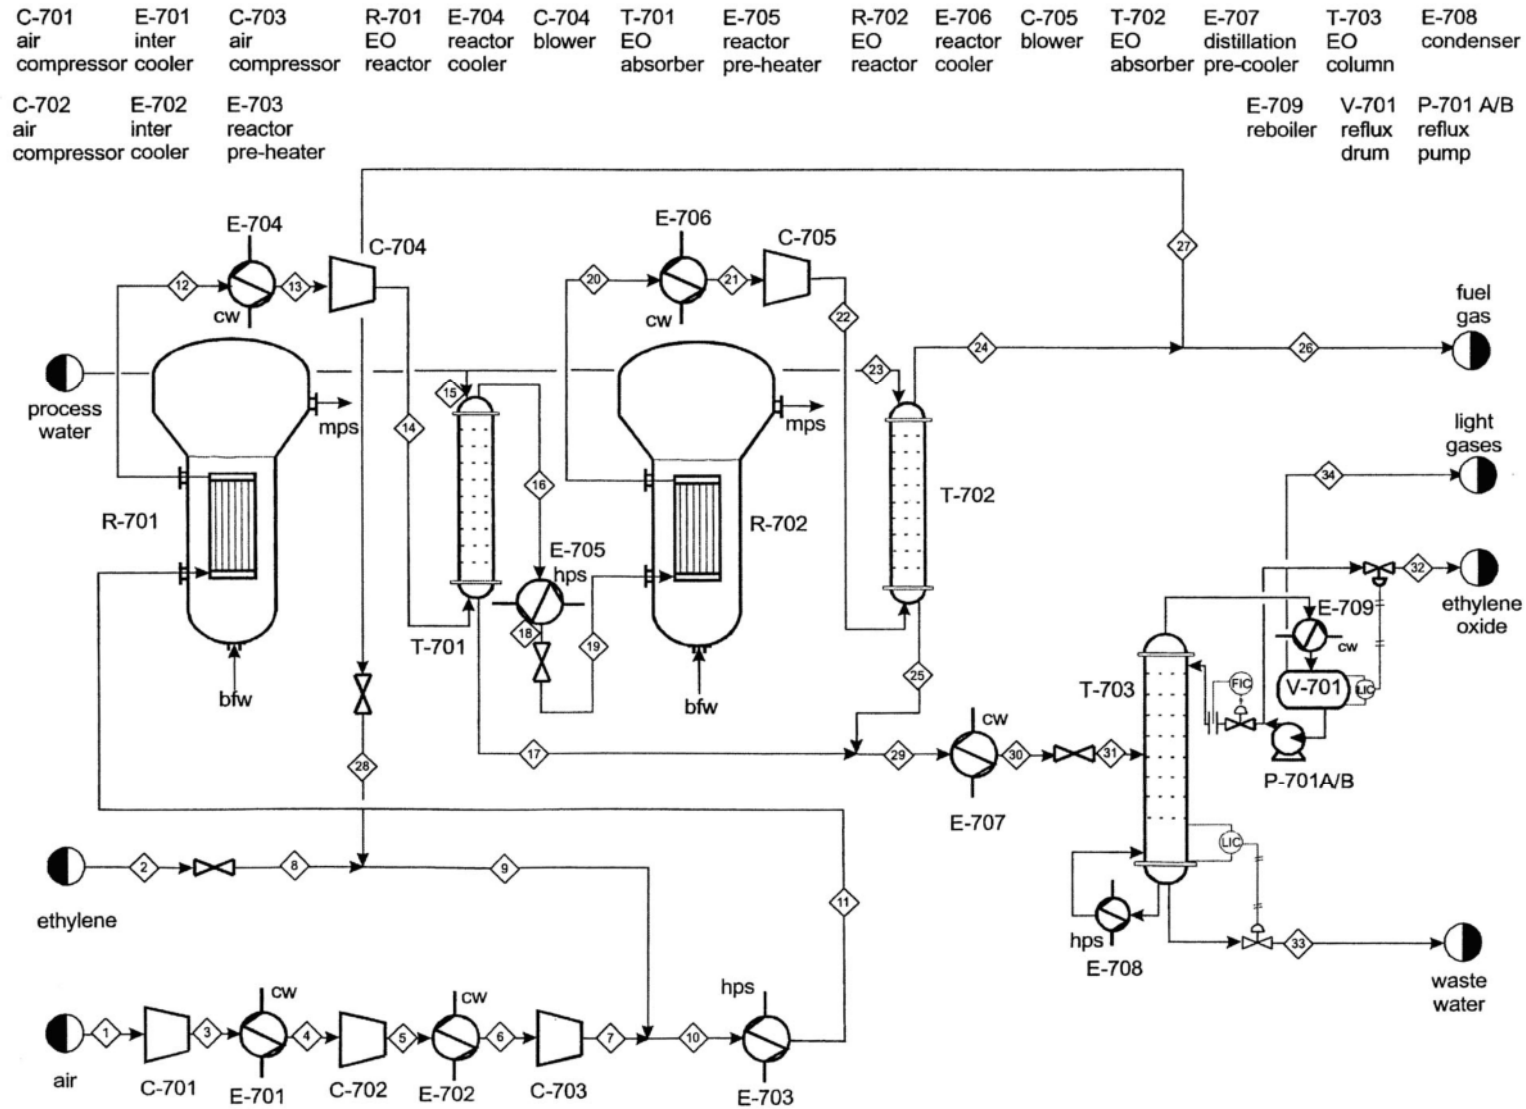 C-701 E-701 C-703 R-701 E-704 C-704 T-701 E-705 R-702 E-706 C-705 T-702 E-707 T-703 E-708
air inter air EO reactor blower EO reactor EO reactor blower EO distillation EO condenser
compressor cooler compressor reactor cooler absorber pre-heater reactor cooler absorber pre-cooler column
C-702 E-702 E-703 E-709 V-701 P-701 A/B
air inter reactor reboiler reflux reflux
compressor cooler pre-heater drum pump
E-704
C-704
E-706
C-705
27
12
13
20
21
cw
cw
22
fuel
gas
24
26
process
water
15
23
mps
14
mps
light
gases
16
34
T-702
R-701
R-702
E-705
hps
32
ethylene
oxide
E-709
cw
18
19
T-701
25
T-703
FIC
V-701
LIC
bfw
bfw
28
17
29
cw
30
31
P-701A/B
E-707
LIC
2
8
9
11
ethylene
hps
E-708
33
waste
water
cw
cw
hps
1
3
4
5
6
7
10
air
C-701
E-701
C-702
E-702
C-703
E-703